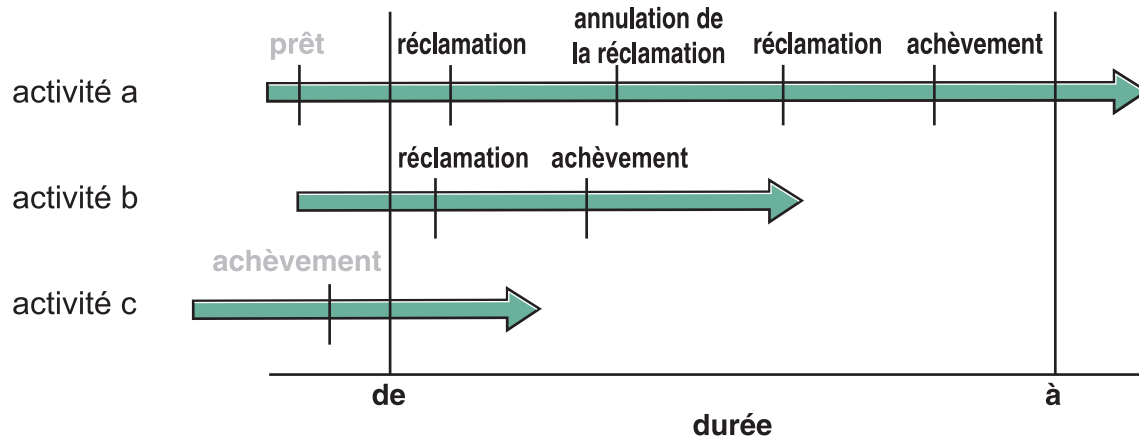 prêt
réclamation
annulation de
la réclamation
réclamation
achèvement
activité a
réclamation
achèvement
activité b
achèvement
activité c
de
à
durée